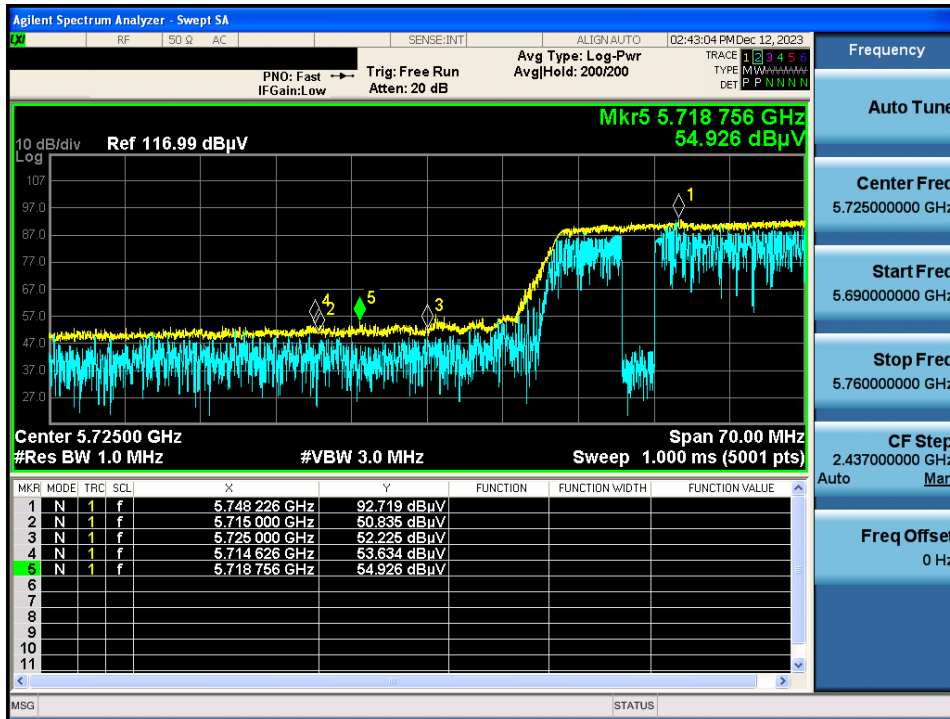 Agilent Spectrum Analyzer - Swept SA
LXI RF 50 Ω AC SENSE:INT ALIGN AUTO 02:43:04 PM Dec 12, 2023
PNO: Fast
IFGain:Low
Trig: Free Run
Atten: 20 dB
Avg Type: Log-Pwr
Avg|Hold: 200/200
TRACE 1 2 3 4 5 6
TYPE M W W W W W
DET P P N N N N
Mkr5 5.718 756 GHz
54.926 dBµV
10 dB/div Ref 116.99 dBµV
Log
107
97.0
87.0
77.0
67.0
57.0
47.0
37.0
27.0
1
4
2
5
3
Center 5.72500 GHz Span 70.00 MHz
#Res BW 1.0 MHz #VBW 3.0 MHz Sweep 1.000 ms (5001 pts)
MKR MODE TRC SCL X Y FUNCTION FUNCTION WIDTH FUNCTION VALUE
1 N 1 f 5.748 226 GHz 92.719 dBµV
2 N 1 f 5.715 000 GHz 50.835 dBµV
3 N 1 f 5.725 000 GHz 52.225 dBµV
4 N 1 f 5.714 626 GHz 53.634 dBµV
5 N 1 f 5.718 756 GHz 54.926 dBµV
6
7
8
9
10
11
MSG STATUS
Frequency
Auto Tune
Center Freq
5.725000000 GHz
Start Freq
5.690000000 GHz
Stop Freq
5.760000000 GHz
CF Step
2.437000000 GHz
Auto Man
Freq Offset
0 Hz